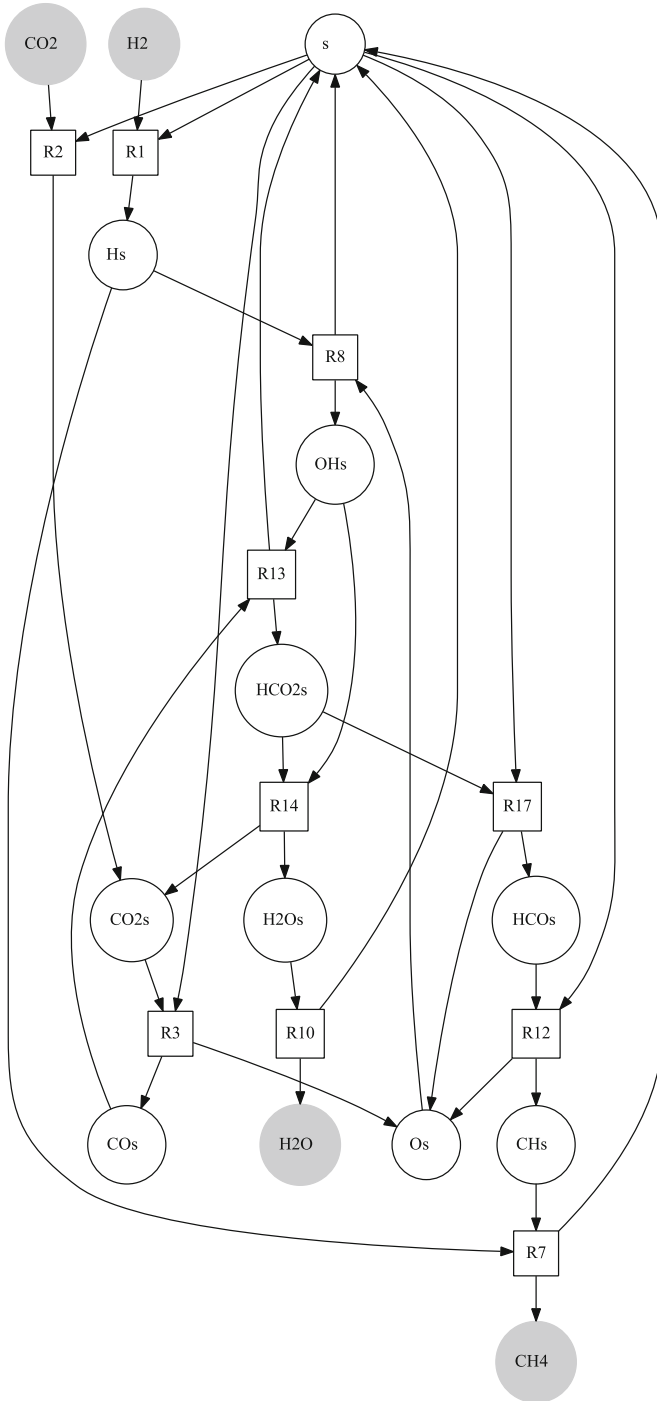 CO2
H2
s
R2
R1
Hs
R8
OHs
R13
HCO2s
R14
R17
CO2s
H2Os
HCOs
R3
R10
R12
COs
H2O
Os
CHs
R7
CH4